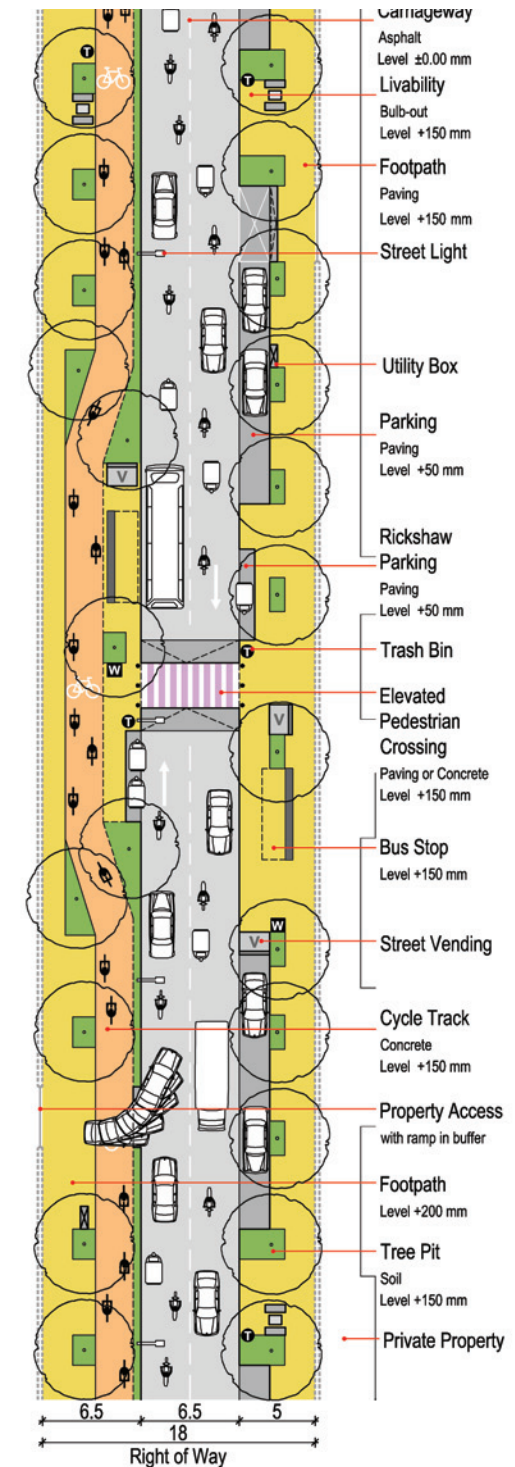 Carriageway
Asphalt
Level ±0.00 mm
Livability
Bulb-out
Level +150 mm
Footpath
Paving
Level +150 mm
Street Light
Utility Box
Parking
Paving
Level +50 mm
Rickshaw
Parking
Paving
Level +50 mm
Trash Bin
Elevated
Pedestrian
Crossing
Paving or Concrete
Level +150 mm
Bus Stop
Level +150 mm
Street Vending
Cycle Track
Concrete
Level +150 mm
Property Access
with ramp in buffer
Footpath
Level +200 mm
Tree Pit
Soil
Level +150 mm
Private Property
T
T
V
T
W
V
T
W
V
T
6.5
6.5
5
18
Right of Way